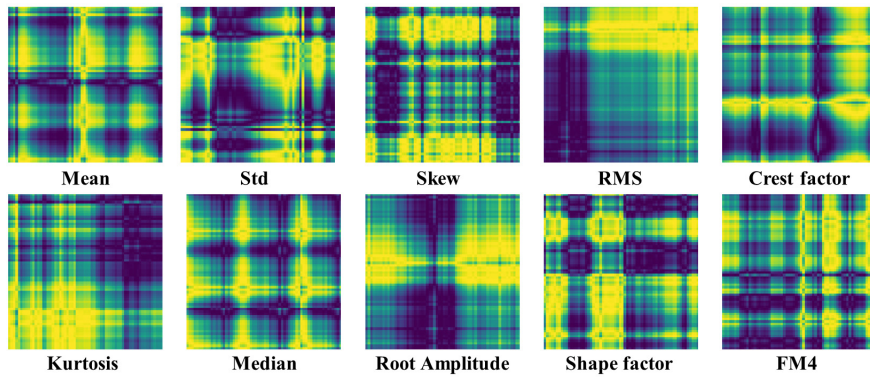 Mean
Std
Skew
RMS
Crest factor
Kurtosis
Median
Root Amplitude
Shape factor
FM4